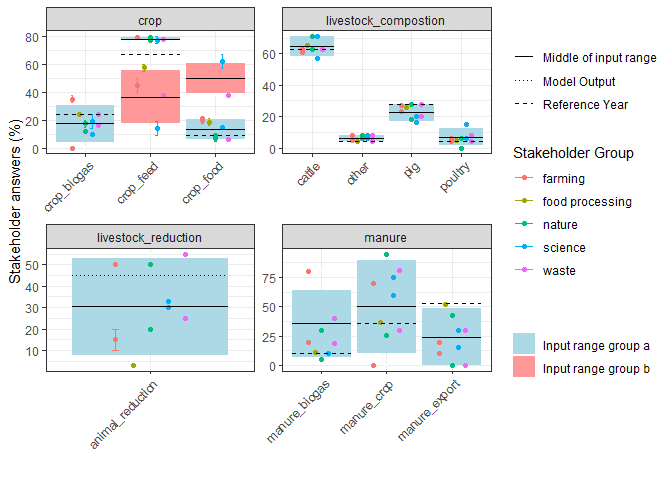 Stakeholder answers (%)
crop
80
60
40
20
0
crop_biogas
crop_feed
crop_food
livestock_compostion
60
40
20
0
cattle
other
pig
poultry
livestock_reduction
50
40
30
20
10
animal_reduction
manure
75
50
25
0
manure_biogas
manure_crop
manure_export
Middle of input range
Model Output
Reference Year
Stakeholder Group
farming
food processing
nature
science
waste
Input range group a
Input range group b